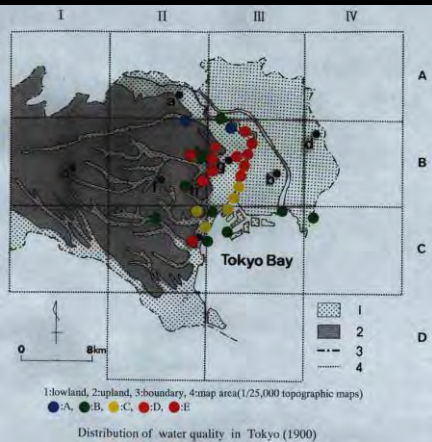 I II III IV
A
a
d
B
c g
f b
e
Tokyo Bay
C
1
2
D
3
0 8km 4
1:lowland, 2:upland, 3:boundary, 4:map area(1/25,000 topographic maps)
:A, :B, :C, :D, :E
Distribution of water quality in Tokyo (1900)